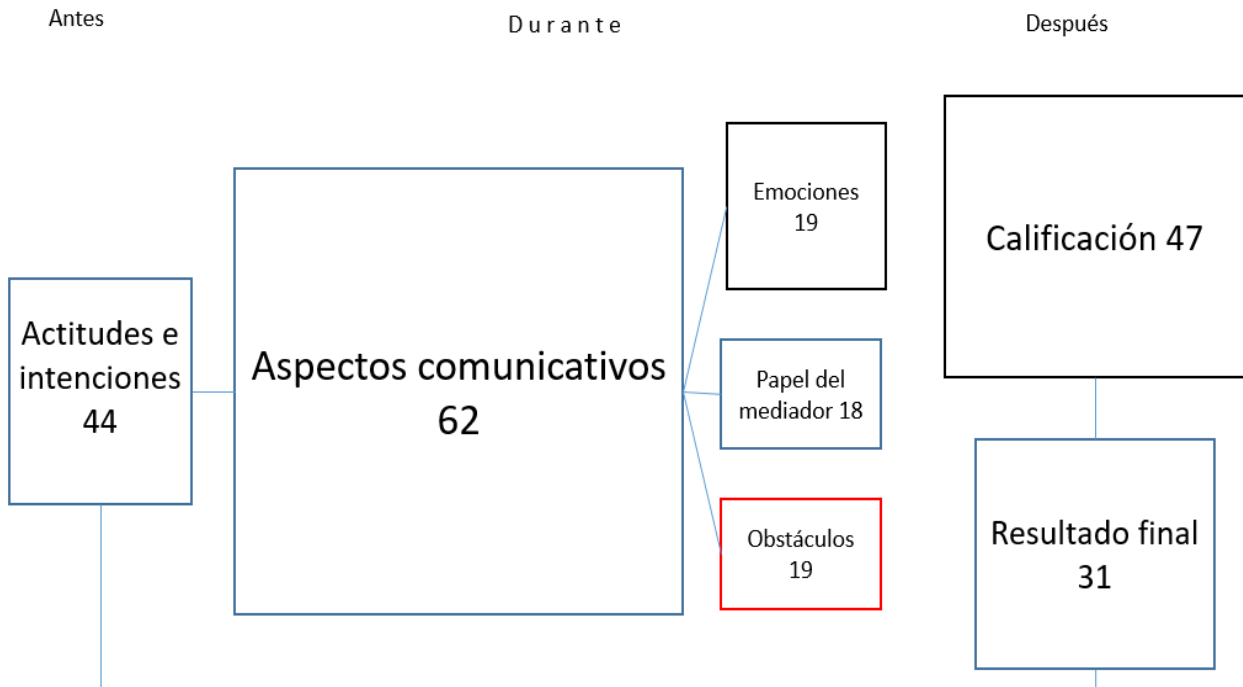 Antes
D u r a n t e
Después
Actitudes e
intenciones
44
Aspectos comunicativos
62
Emociones
19
Papel del
mediador 18
Obstáculos
19
Calificación 47
Resultado final
31